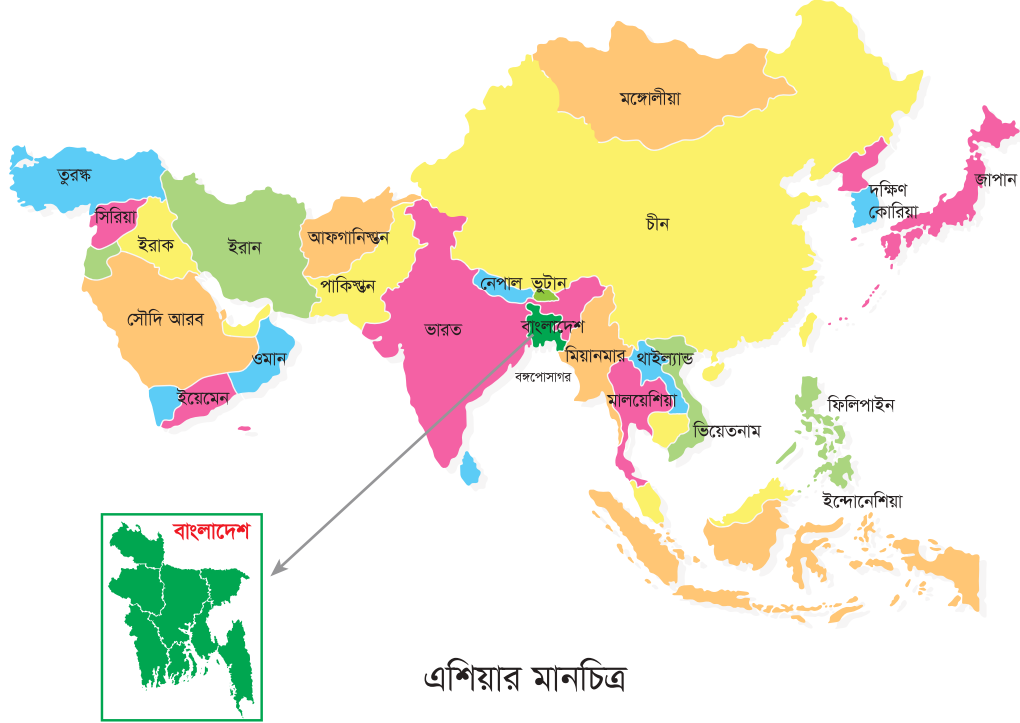 মঙ্গোলীয়া
তুরস্ক
জাপান
দক্ষিণ
কোরিয়া
সিরিয়া
চীন
ইরাক
ইরান
আফগানিস্তান
পাকিস্তান
নেপাল
ভুটান
সৌদি আরব
ভারত
বাংলাদেশ
ওমান
মিয়ানমার
থাইল্যান্ড
বঙ্গপোসাগর
ইয়েমেন
মালয়েশিয়া
ফিলিপাইন
ভিয়েতনাম
ইন্দোনেশিয়া
বাংলাদেশ
এশিয়ার মানচিত্র